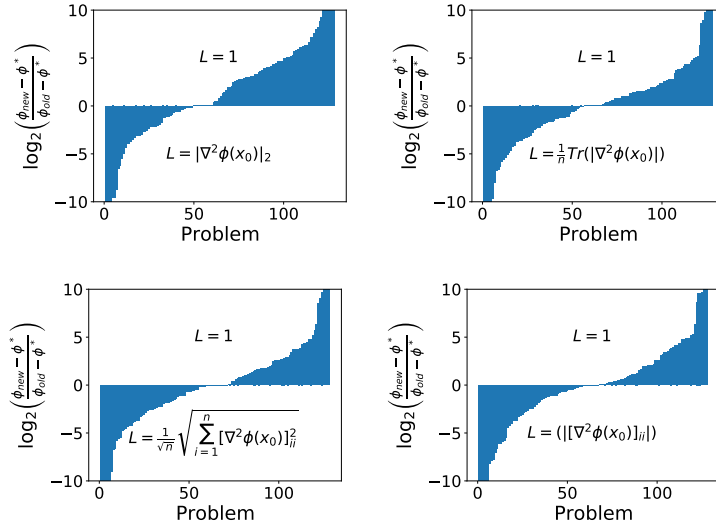 log₂((ϕ_new − ϕ*)/(ϕ_old − ϕ*))
10
5
0
−5
−10
L = 1
L = |∇²ϕ(x₀)|₂
0
50
100
Problem
log₂((ϕ_new − ϕ*)/(ϕ_old − ϕ*))
10
5
0
−5
−10
L = 1
L = 1/n Tr(|∇²ϕ(x₀)|)
0
50
100
Problem
log₂((ϕ_new − ϕ*)/(ϕ_old − ϕ*))
10
5
0
−5
−10
L = 1
L = 1/√n √(∑_{i=1}^{n} [∇²ϕ(x₀)]²_{ii})
0
50
100
Problem
log₂((ϕ_new − ϕ*)/(ϕ_old − ϕ*))
10
5
0
−5
−10
L = 1
L = (|[∇²ϕ(x₀)]_{ii}|)
0
50
100
Problem